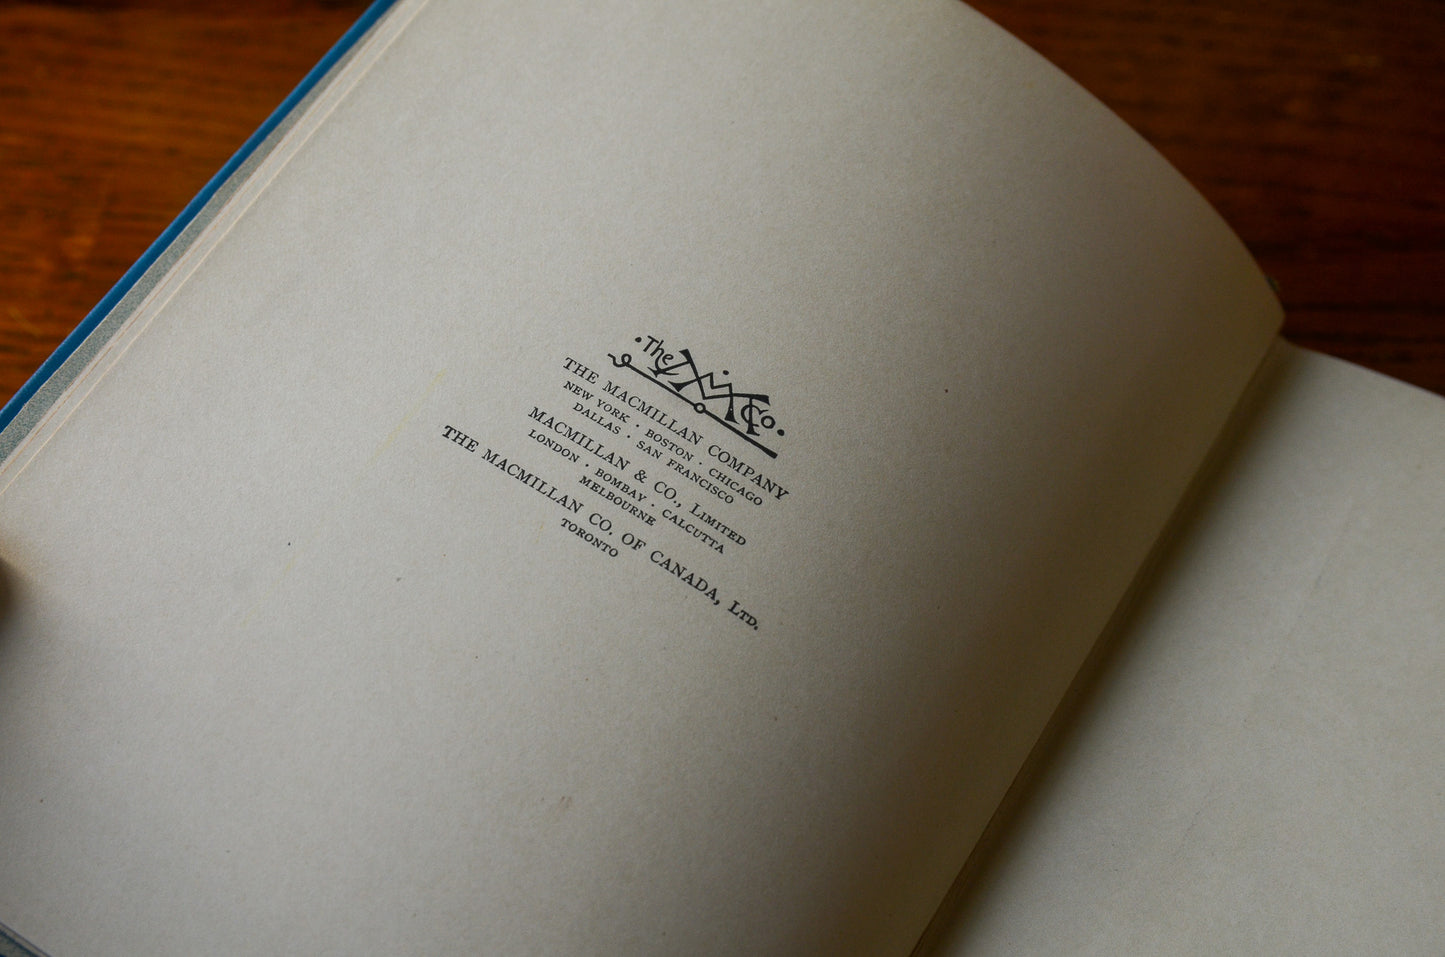 ·The M Co.
THE MACMILLAN COMPANY
NEW YORK · BOSTON · CHICAGO
DALLAS · SAN FRANCISCO
MACMILLAN & CO., LIMITED
LONDON · BOMBAY · CALCUTTA
MELBOURNE
THE MACMILLAN CO. OF CANADA, LTD.
TORONTO